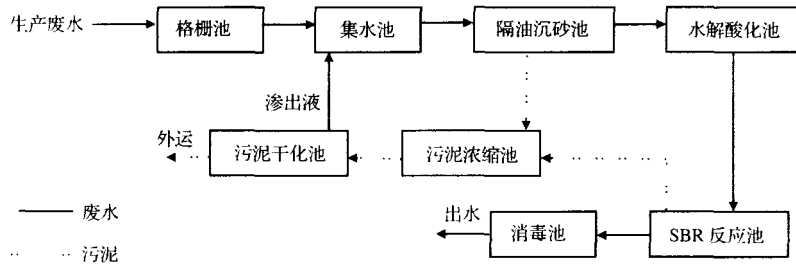 生产废水
格栅池
集水池
隔油沉砂池
水解酸化池
渗出液
外运
污泥干化池
污泥浓缩池
废水
出水
消毒池
SBR 反应池
污泥